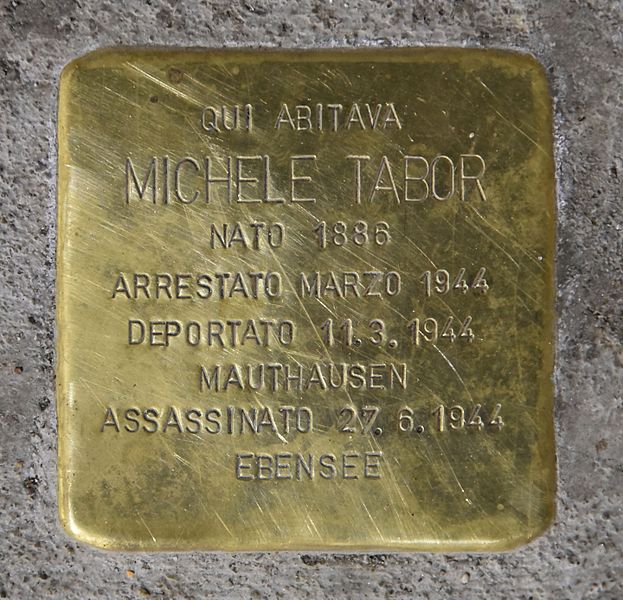 QUI ABITAVA
MICHELE TABOR
NATO 1886
ARRESTATO MARZO 1944
DEPORTATO 11.3.1944
MAUTHAUSEN
ASSASSINATO 27.6.1944
EBENSEE